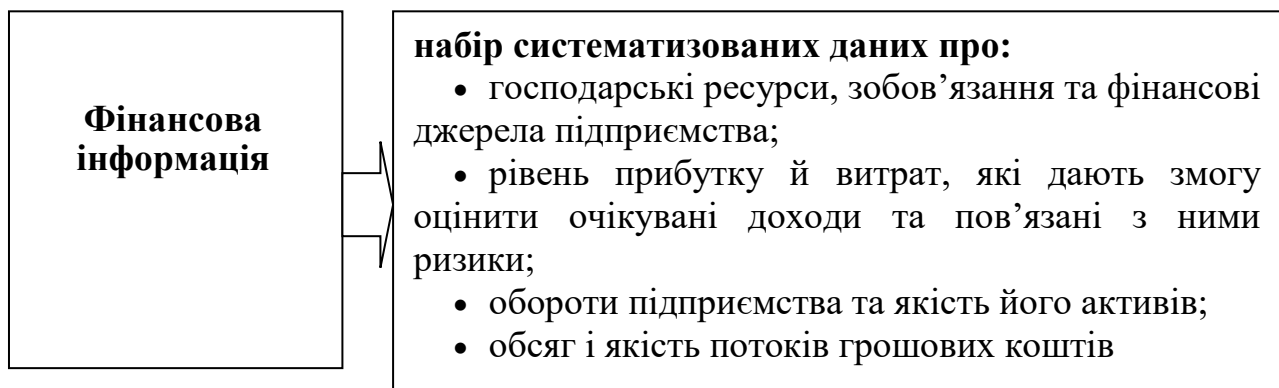 Фінансова
інформація
набір систематизованих даних про:
• господарські ресурси, зобов’язання та фінансові
джерела підприємства;
• рівень прибутку й витрат, які дають змогу
оцінити очікувані доходи та пов’язані з ними
ризики;
• обороти підприємства та якість його активів;
• обсяг і якість потоків грошових коштів